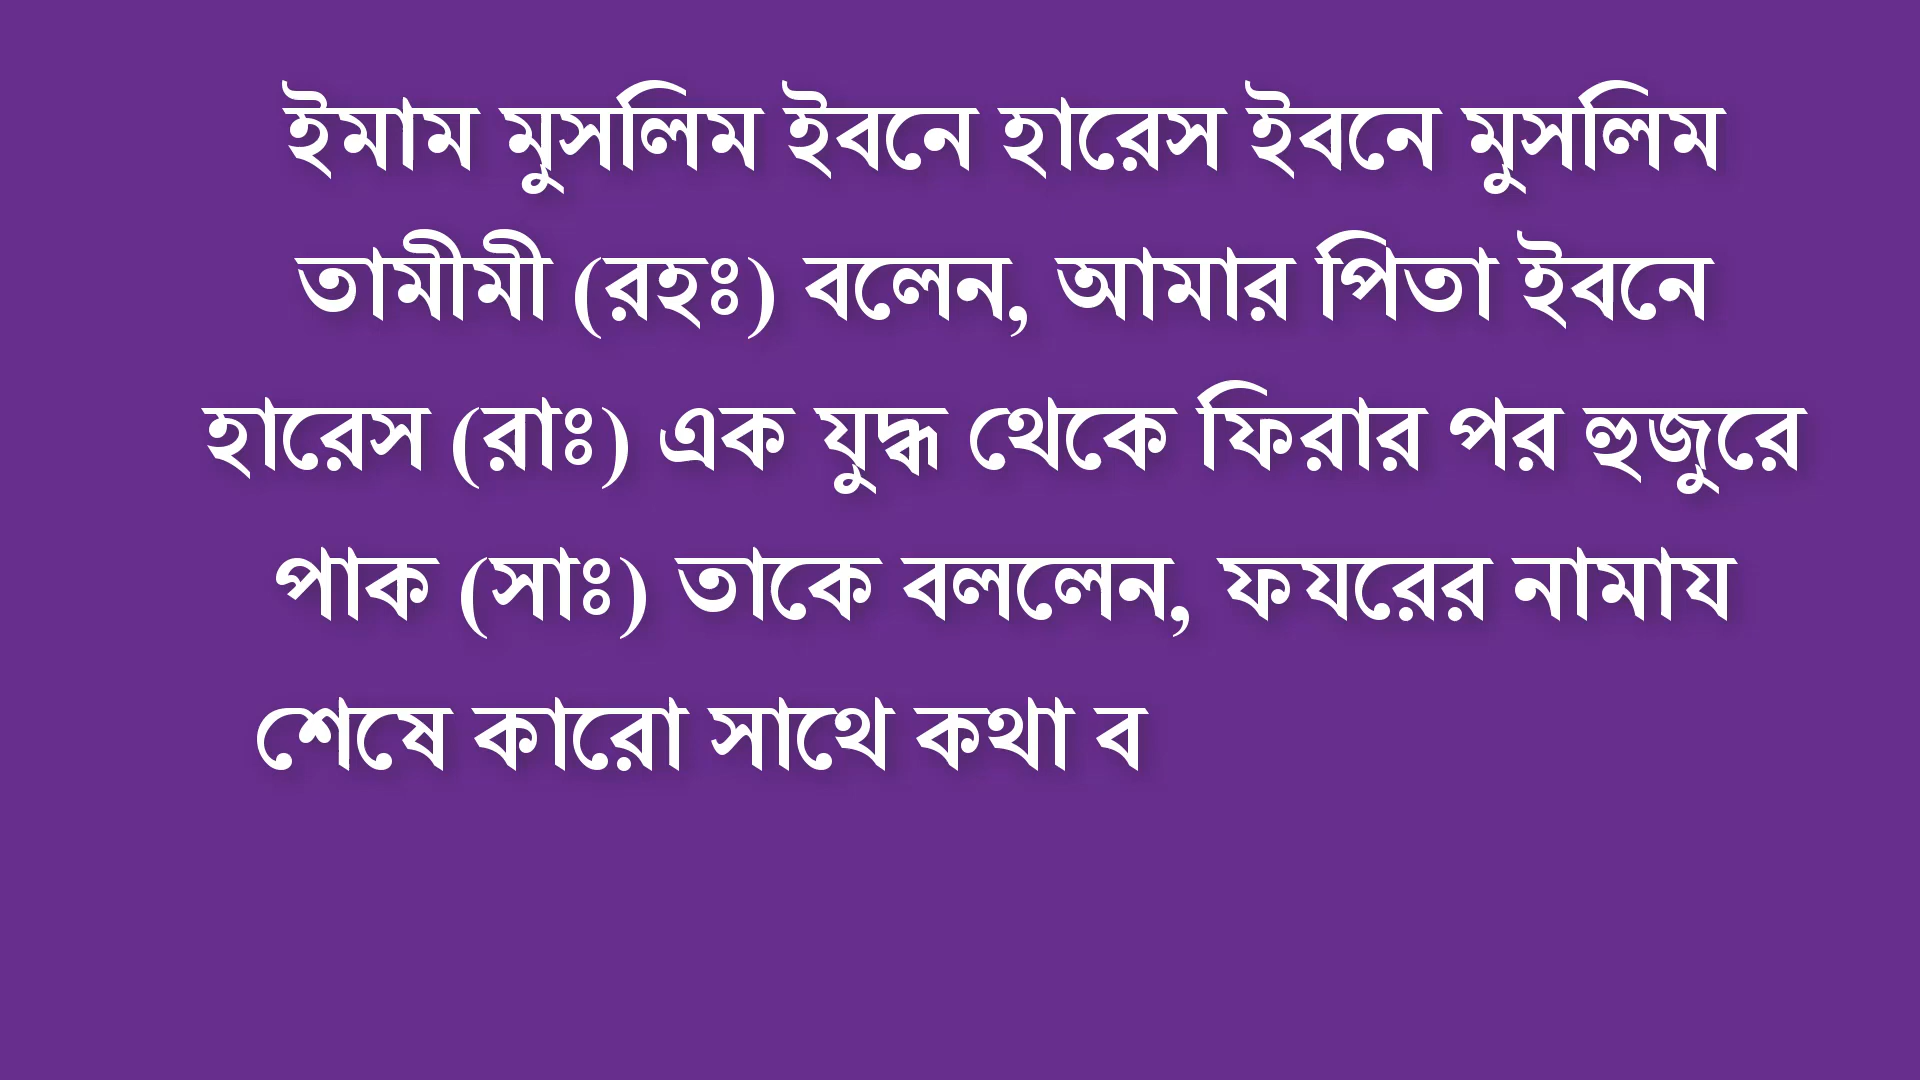 ইমাম মুসলিম ইবনে হারেস ইবনে মুসলিম
তামীমী (রহঃ) বলেন, আমার পিতা ইবনে
হারেস (রাঃ) এক যুদ্ধ থেকে ফিরার পর হুজুরে
পাক (সাঃ) তাকে বললেন, ফযরের নামায
শেষে কারো সাথে কথা ব